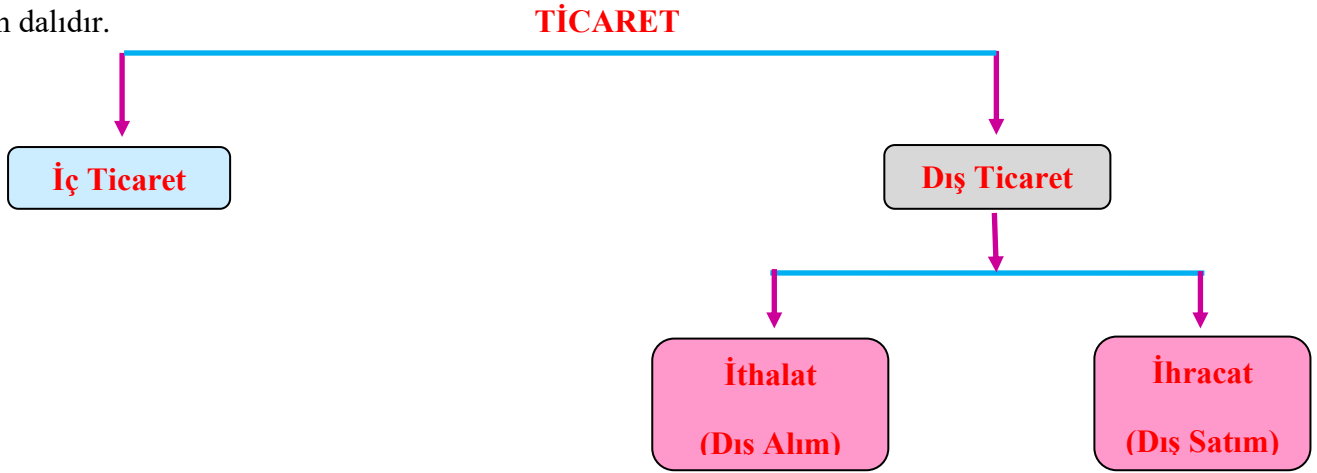 dalıdır.
TİCARET
İç Ticaret
Dış Ticaret
İthalat
(Dış Alım)
İhracat
(Dış Satım)